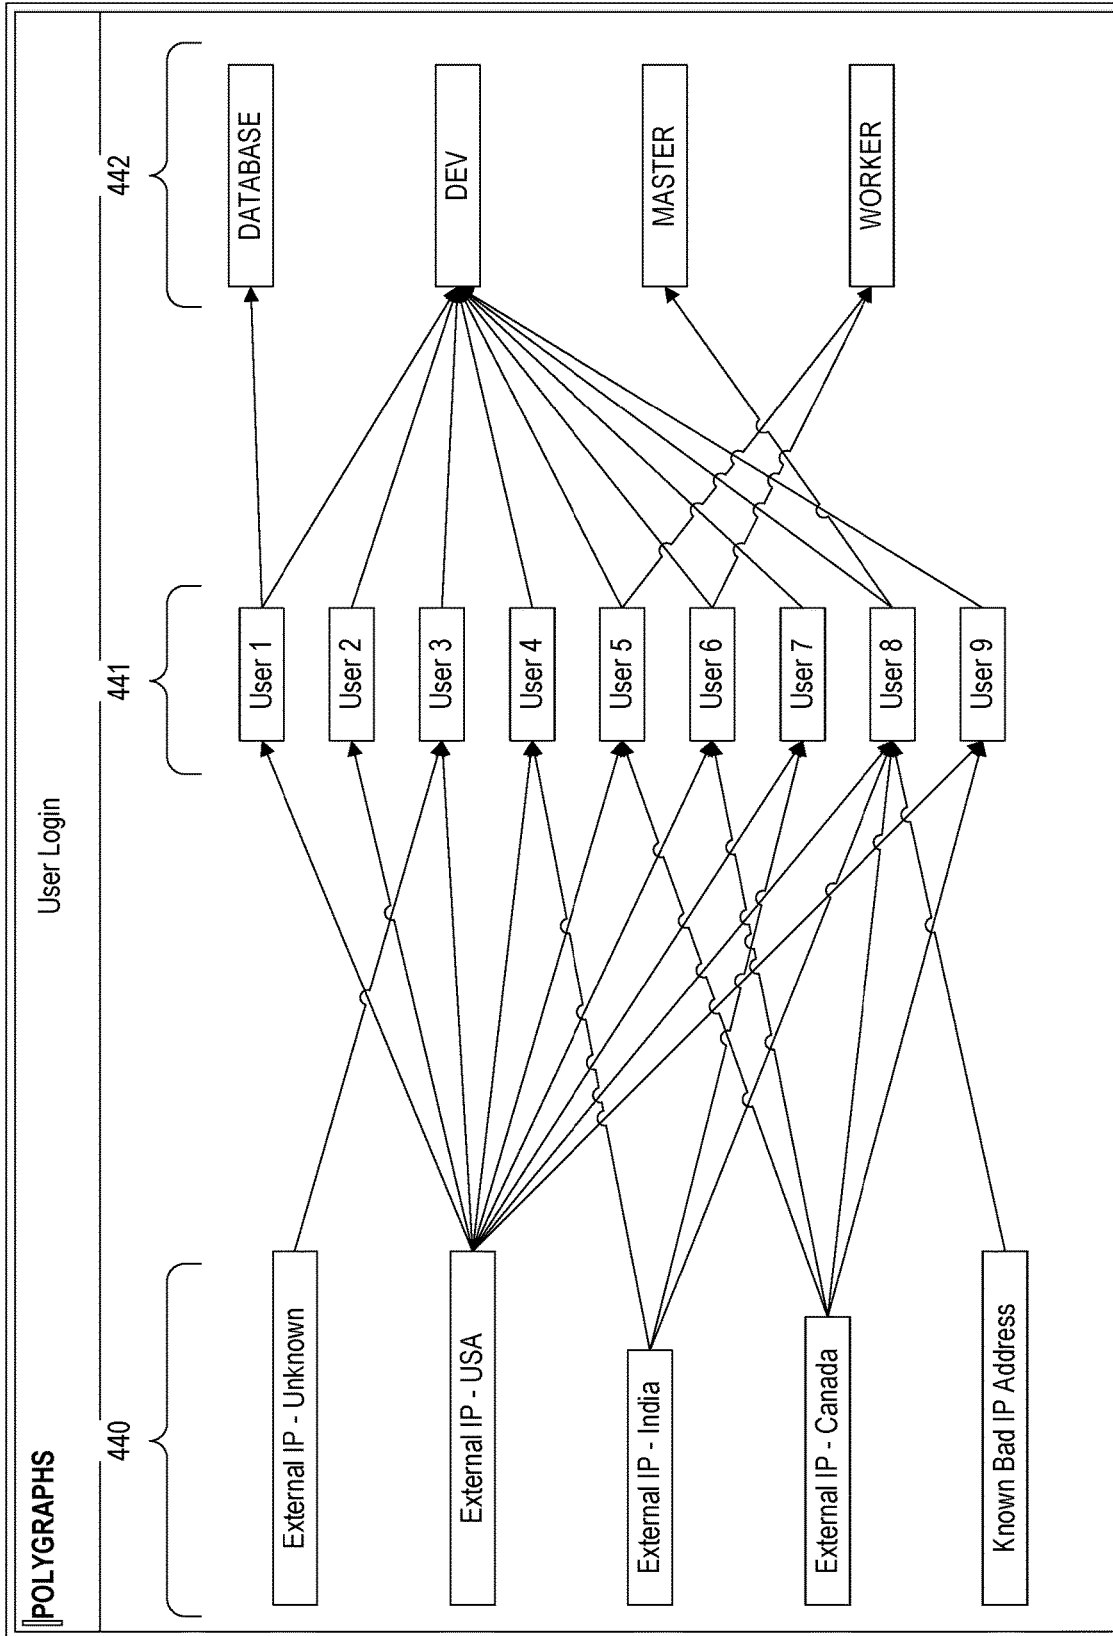 POLYGRAPHS
User Login
440
441
442
External IP - Unknown
External IP - USA
External IP - India
External IP - Canada
Known Bad IP Address
User 1
User 2
User 3
User 4
User 5
User 6
User 7
User 8
User 9
DATABASE
DEV
MASTER
WORKER